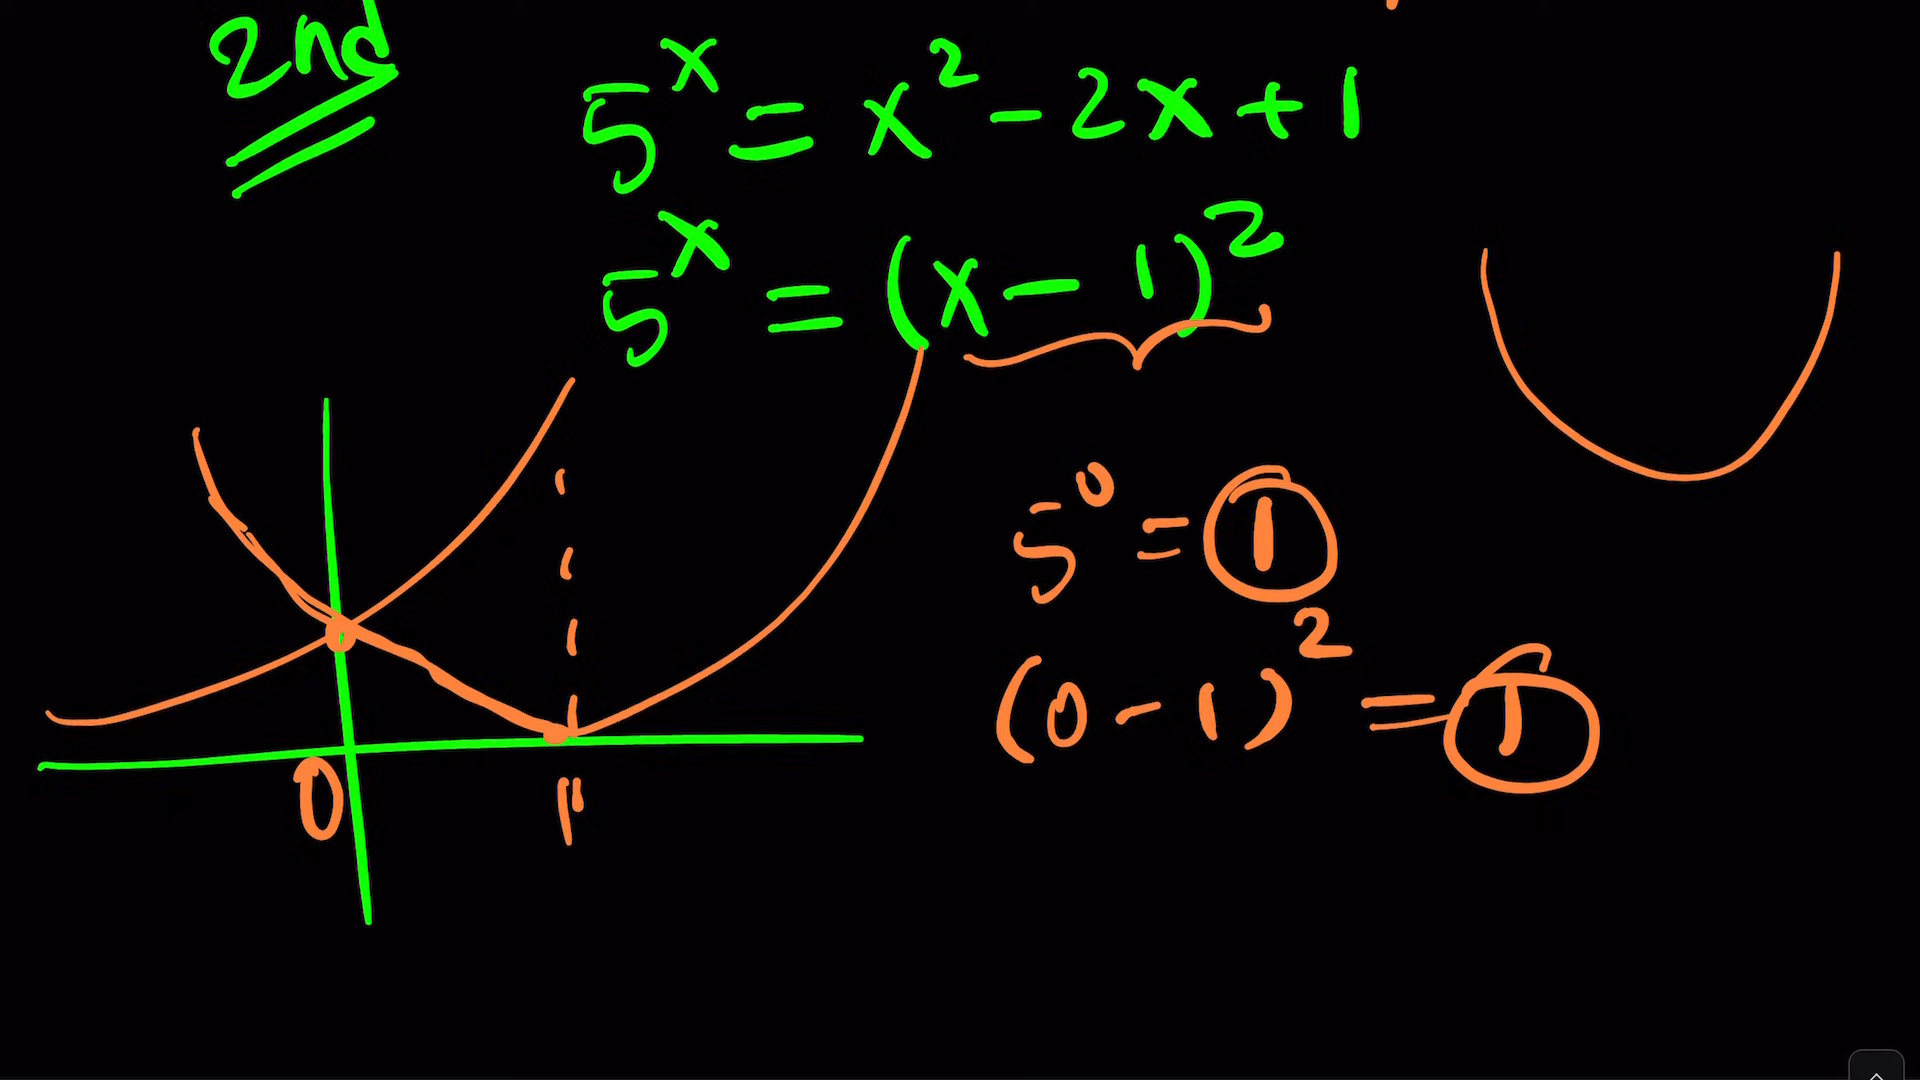 2nd
5^x = x^2 - 2x + 1
5^x = (x - 1)^2
5^0 = 1
(0 - 1)^2 = 1
0 1